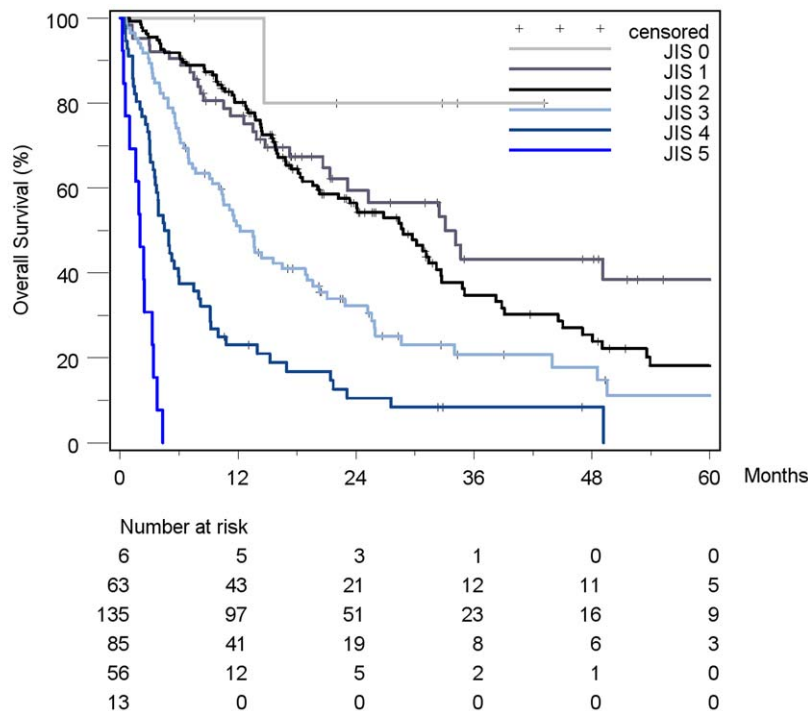 100
80
60
40
20
0
Overall Survival (%)
+ + + censored
JIS 0
JIS 1
JIS 2
JIS 3
JIS 4
JIS 5
0 12 24 36 48 60 Months
Number at risk
6 5 3 1 0 0
63 43 21 12 11 5
135 97 51 23 16 9
85 41 19 8 6 3
56 12 5 2 1 0
13 0 0 0 0 0